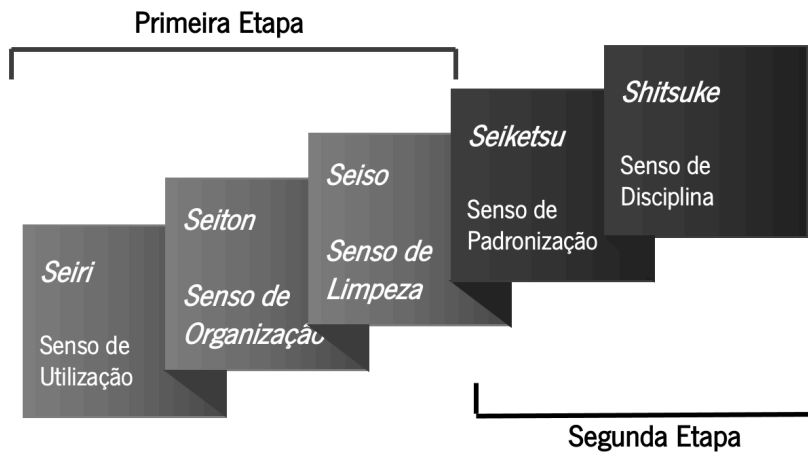 Primeira Etapa
Seiri
Senso de
Utilização
Seiton
Senso de
Organização
Seiso
Senso de
Limpeza
Seiketsu
Senso de
Padronização
Shitsuke
Senso de
Disciplina
Segunda Etapa